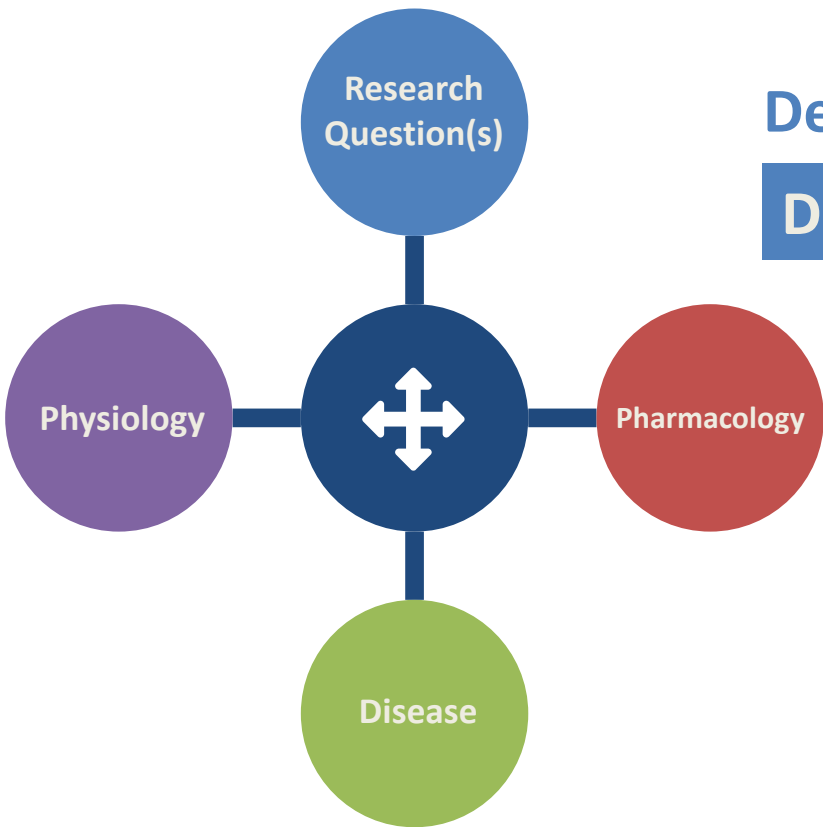 Research
Question(s)
De
D
Physiology
Pharmacology
Disease